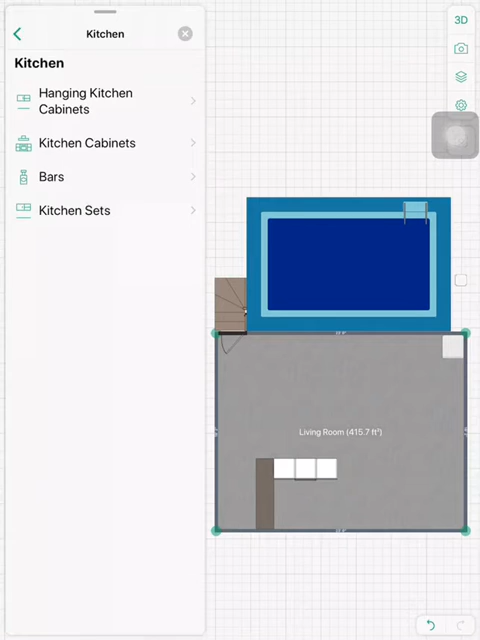 Kitchen
Kitchen
Hanging Kitchen
Cabinets
Kitchen Cabinets
Bars
Kitchen Sets
3D
Living Room (415.7 ft²)